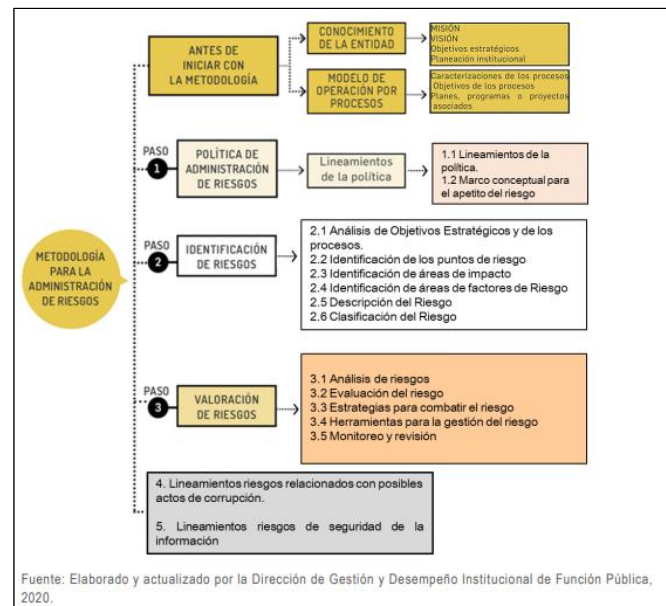 ANTES DE
INICIAR CON
LA METODOLOGÍA
CONOCIMIENTO
DE LA ENTIDAD
MISIÓN
VISIÓN
Objetivos estratégicos
Planeación institucional
MODELO DE
OPERACIÓN POR
PROCESOS
Caracterizaciones de los procesos
Objetivos de los procesos
Planes, programas o proyectos
asociados
METODOLOGÍA
PARA LA
ADMINISTRACIÓN
DE RIESGOS
PASO
1
POLÍTICA DE
ADMINISTRACIÓN
DE RIESGOS
Lineamientos
de la política
1.1 Lineamientos de la
política.
1.2 Marco conceptual para
el apetito del riesgo
PASO
2
IDENTIFICACIÓN
DE RIESGOS
2.1 Análisis de Objetivos Estratégicos y de los
procesos.
2.2 Identificación de los puntos de riesgo
2.3 Identificación de áreas de impacto
2.4 Identificación de áreas de factores de Riesgo
2.5 Descripción del Riesgo
2.6 Clasificación del Riesgo
PASO
3
VALORACIÓN
DE RIESGOS
3.1 Análisis de riesgos
3.2 Evaluación del riesgo
3.3 Estrategias para combatir el riesgo
3.4 Herramientas para la gestión del riesgo
3.5 Monitoreo y revisión
4. Lineamientos riesgos relacionados con posibles
actos de corrupción.
5. Lineamientos riesgos de seguridad de la
información
Fuente: Elaborado y actualizado por la Dirección de Gestión y Desempeño Institucional de Función Pública,
2020.